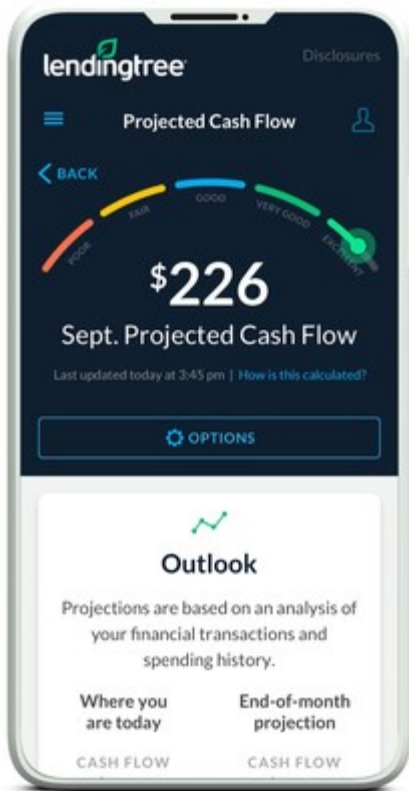 lendingtree
Disclosures
Projected Cash Flow
BACK
POOR
FAIR
GOOD
VERY GOOD
EXCELLENT
$226
Sept. Projected Cash Flow
Last updated today at 3:45 pm | How is this calculated?
OPTIONS
Outlook
Projections are based on an analysis of
your financial transactions and
spending history.
Where you
are today
End-of-month
projection
CASH FLOW
CASH FLOW